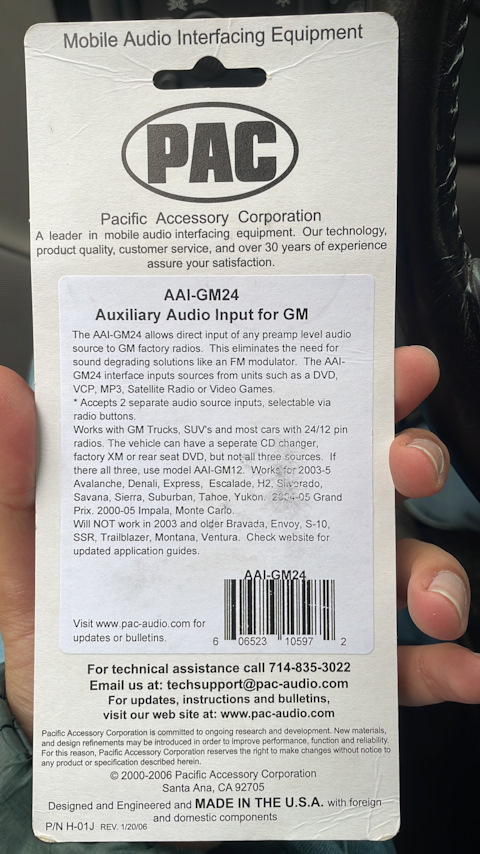 Mobile Audio Interfacing Equipment
PAC
Pacific Accessory Corporation
A leader in mobile audio interfacing equipment. Our technology,
product quality, customer service, and over 30 years of experience
assure your satisfaction.
AAI-GM24
Auxiliary Audio Input for GM
The AAI-GM24 allows direct input of any preamp level audio
source to GM factory radios. This eliminates the need for
sound degrading solutions like an FM modulator. The AAI-
GM24 interface inputs sources from units such as a DVD,
VCP, MP3, Satellite Radio or Video Games.
* Accepts 2 separate audio source inputs, selectable via
radio buttons.
Works with GM Trucks, SUV's and most cars with 24/12 pin
radios. The vehicle can have a seperate CD changer,
factory XM or rear seat DVD, but not all three sources. If
there all three, use model AAI-GM12. Works for 2003-5
Avalanche, Denali, Express, Escalade, H2, Silverado,
Savana, Sierra, Suburban, Tahoe, Yukon. 2004-05 Grand
Prix. 2000-05 Impala, Monte Carlo.
Will NOT work in 2003 and older Bravada, Envoy, S-10,
SSR, Trailblazer, Montana, Ventura. Check website for
updated application guides.
AAI-GM24
Visit www.pac-audio.com for
updates or bulletins.
6 06523 10597 2
For technical assistance call 714-835-3022
Email us at: techsupport@pac-audio.com
For updates, instructions and bulletins,
visit our web site at: www.pac-audio.com
Pacific Accessory Corporation is committed to ongoing research and development. New materials,
and design refinements may be introduced in order to improve performance, function and reliability.
For this reason, Pacific Accessory Corporation reserves the right to make changes without notice to
any product or specification described herein.
© 2000-2006 Pacific Accessory Corporation
Santa Ana, CA 92705
Designed and Engineered and MADE IN THE U.S.A. with foreign
and domestic components
P/N H-01J REV. 1/20/06